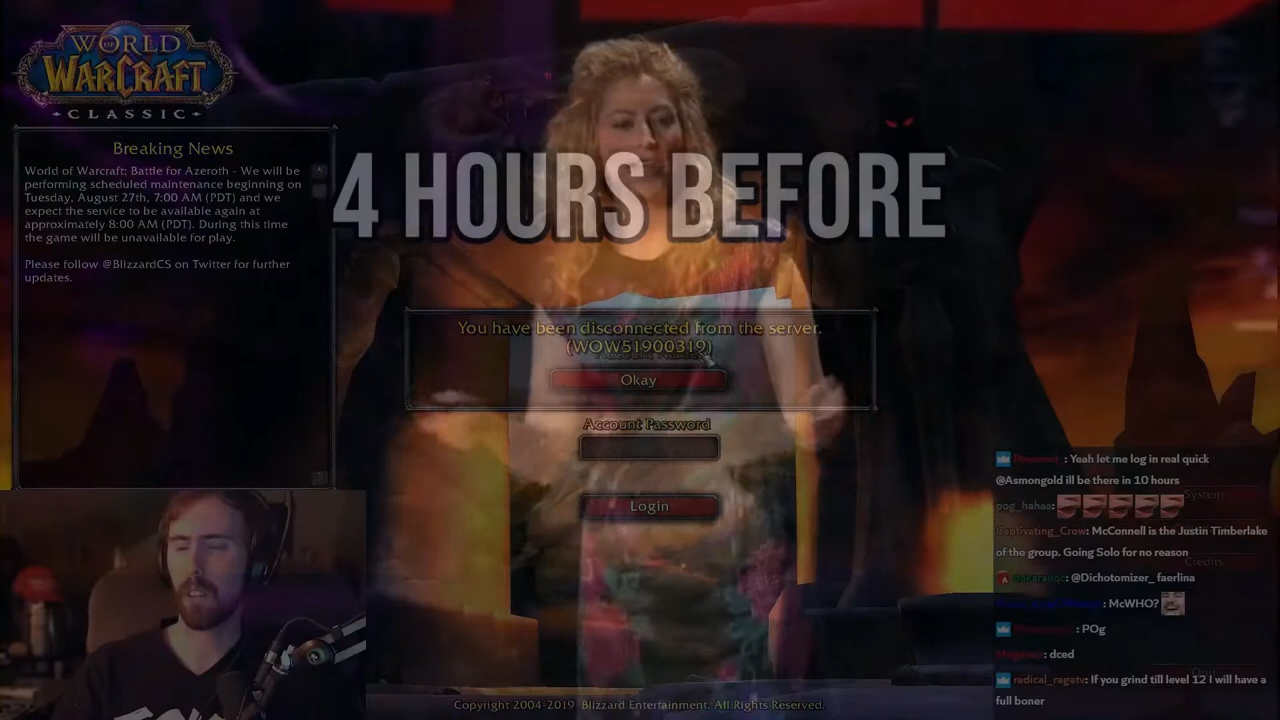 WORLD
OF
WARCRAFT
CLASSIC
Breaking News
World of Warcraft: Battle for Azeroth - We will be
performing scheduled maintenance beginning on
Tuesday, August 27th, 7:00 AM (PDT) and we
expect the service to be available again at
approximately 8:00 AM (PDT). During this time
the game will be unavailable for play.
Please follow @BlizzardCS on Twitter for further
updates.
4 HOURS BEFORE
You have been disconnected from the server.
(WOW51900319)
Okay
Account Password
Login
: Yeah let me log in real quick
@Asmongold ill be there in 10 hours
System
pog_hahaa:
Captivating_Crow: McConnell is the Justin Timberlake
of the group. Going Solo for no reason
Credits
: @Dichotomizer_ faerlina
: McWHO?
: POg
: dced
Quit
radical_ragetv: If you grind till level 12 I will have a
full boner
Copyright 2004-2019 Blizzard Entertainment. All Rights Reserved.